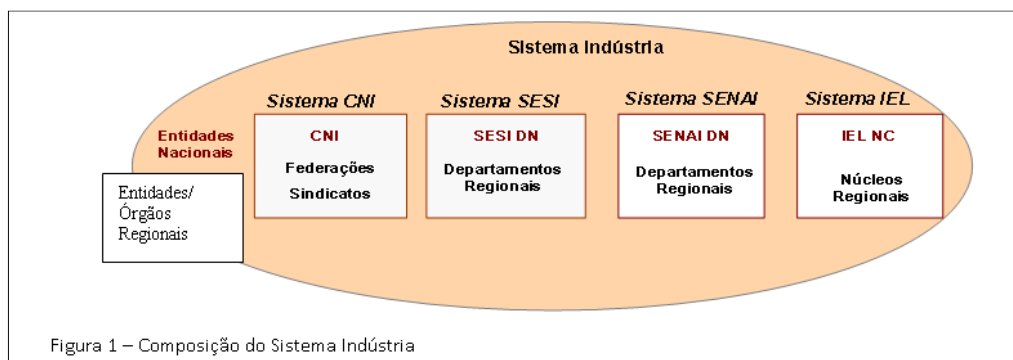 Sistema Indústria
Sistema CNI
Sistema SESI
Sistema SENAI
Sistema IEL
Entidades
Nacionais
CNI
SESI DN
SENAI DN
IEL NC
Entidades/
Órgãos
Regionais
Federações
Sindicatos
Departamentos
Regionais
Departamentos
Regionais
Núcleos
Regionais
Figura 1 – Composição do Sistema Indústria